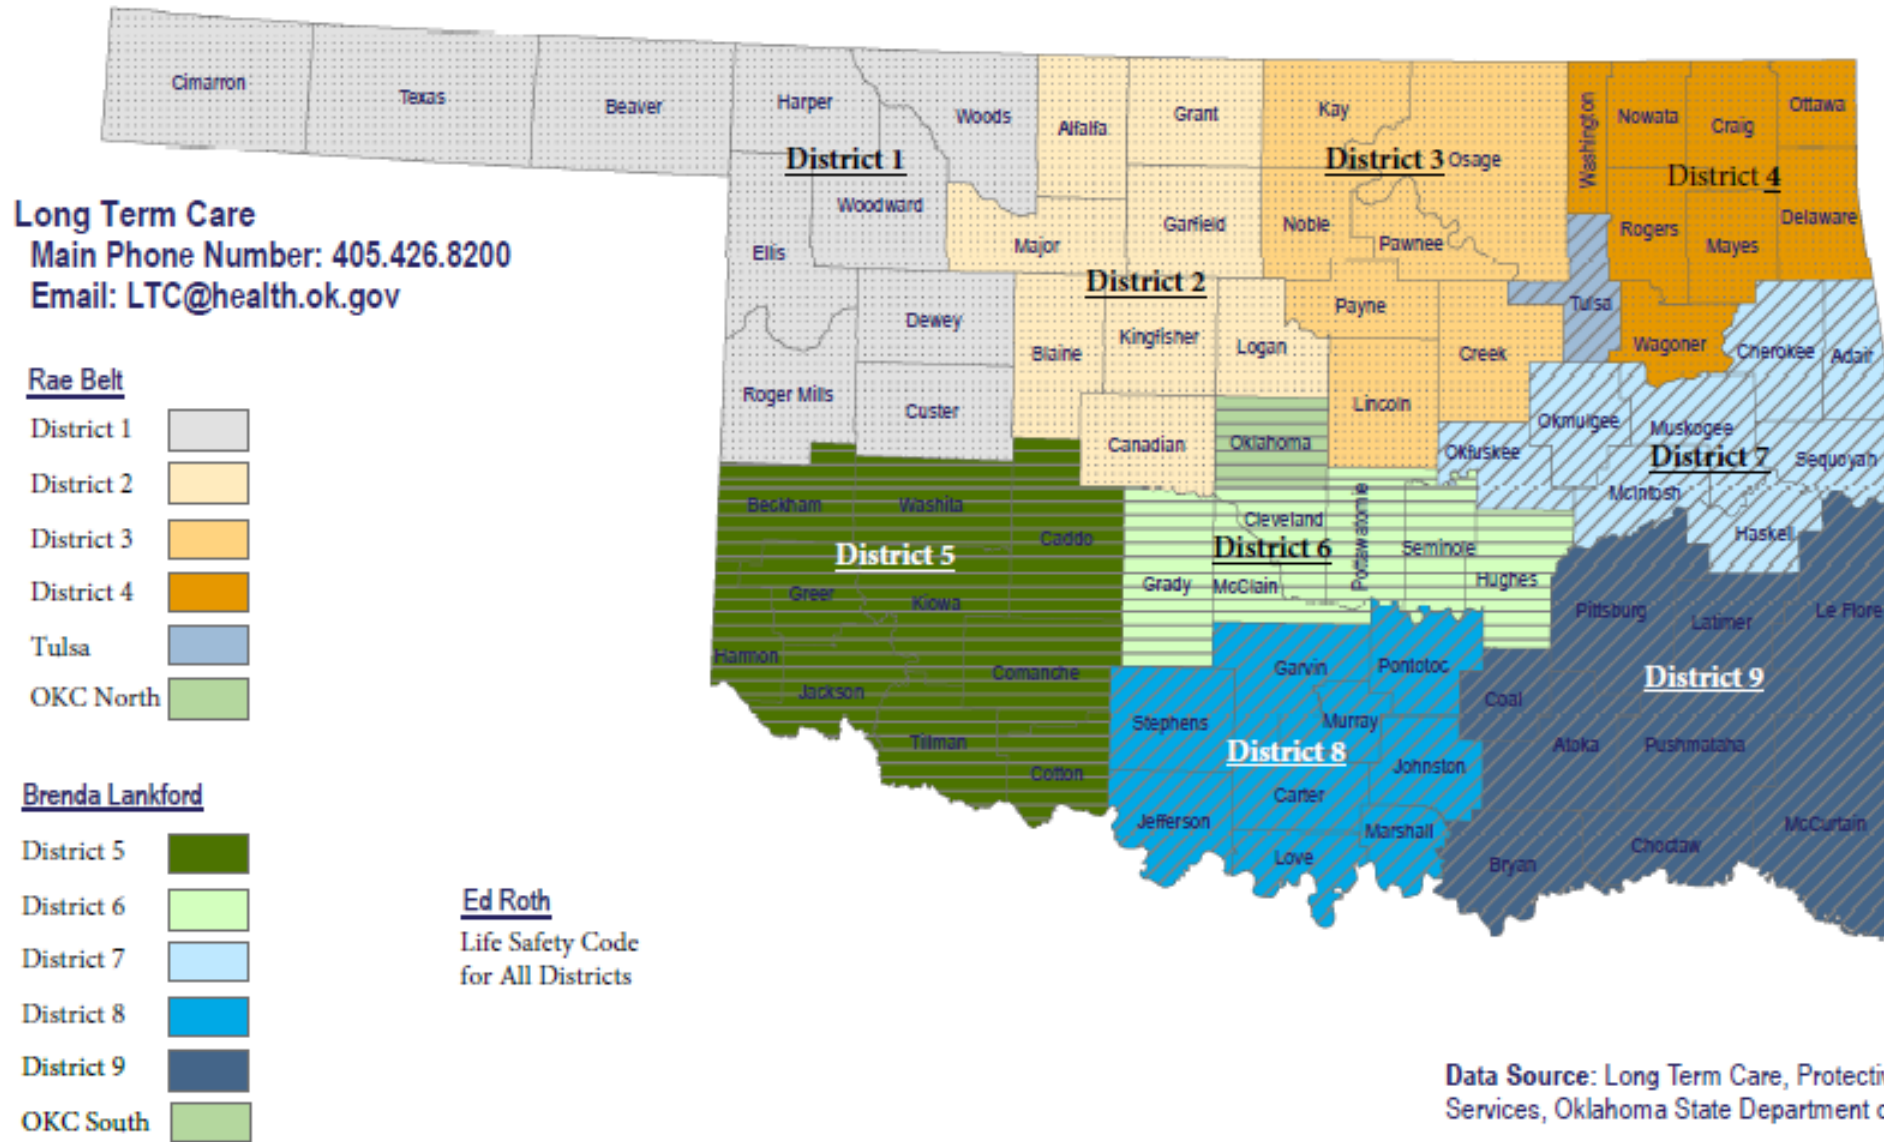 Cimarron
Texas
Beaver
Harper
Woods
Alfalfa
Grant
Kay
Osage
Washington
Nowata
Craig
Ottawa
District 1
District 3
District 4
Woodward
Ellis
Major
Garfield
Noble
Pawnee
Rogers
Mayes
Delaware
Long Term Care
Main Phone Number: 405.426.8200
Email: LTC@health.ok.gov
District 2
Dewey
Blaine
Kingfisher
Logan
Payne
Creek
Tulsa
Wagoner
Cherokee
Adair
Roger Mills
Custer
Canadian
Oklahoma
Lincoln
Okfuskee
Okmulgee
Muskogee
District 7
Sequoyah
McIntosh
Haskell
Beckham
Washita
Caddo
District 5
Greer
Kiowa
Harmon
Jackson
Comanche
Tillman
Cotton
Cleveland
District 6
Pottawatomie
Seminole
Grady
McClain
Hughes
Pittsburg
Latimer
Le Flore
District 9
Garvin
Pontotoc
Coal
Stephens
Murray
District 8
Johnston
Atoka
Pushmataha
Carter
Jefferson
Marshall
Love
Bryan
Choctaw
McCurtain
Rae Belt
District 1
District 2
District 3
District 4
Tulsa
OKC North
Brenda Lankford
District 5
District 6
District 7
District 8
District 9
OKC South
Ed Roth
Life Safety Code
for All Districts
Data Source: Long Term Care, Protectiv
Services, Oklahoma State Department o